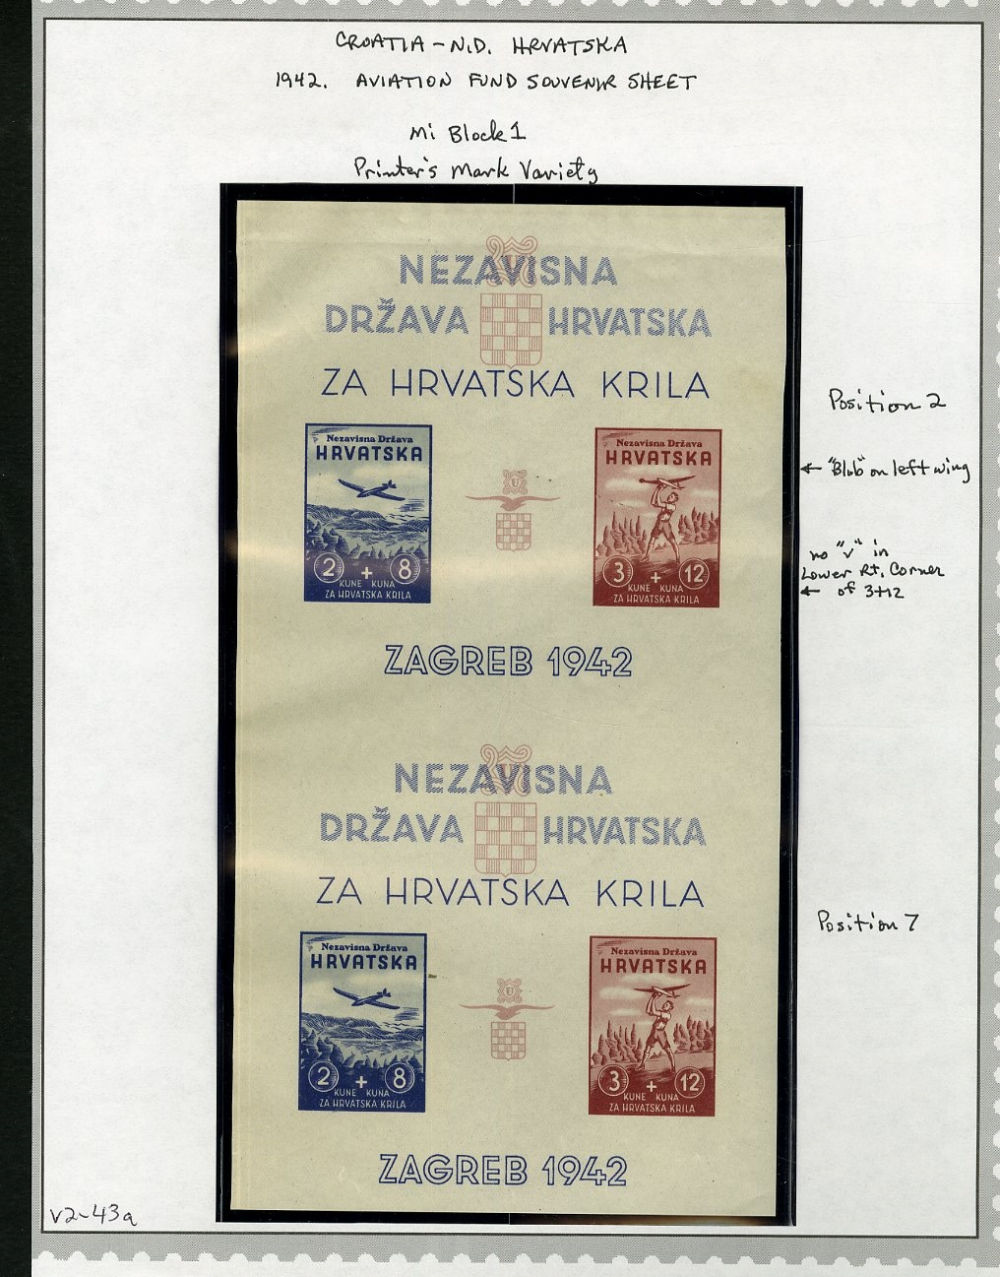 CROATIA - N.D. HRVATSKA
1942. AVIATION FUND SOUVENIR SHEET
Mi Block 1
Printer's Mark Variety
NEZAVISNA
DRŽAVA HRVATSKA
ZA HRVATSKA KRILA
Position 2
Nezavisna Država
HRVATSKA
2 + 8
KUNE KUNA
ZA HRVATSKA KRILA
U
Nezavisna Država
HRVATSKA
3 + 12
KUNE KUNA
ZA HRVATSKA KRILA
← "Blob" on left wing
no "v" in
Lower Rt. Corner
← of 3+12
ZAGREB 1942
NEZAVISNA
DRŽAVA HRVATSKA
ZA HRVATSKA KRILA
Position 7
Nezavisna Država
HRVATSKA
2 + 8
KUNE KUNA
ZA HRVATSKA KRILA
U
Nezavisna Država
HRVATSKA
3 + 12
KUNE KUNA
ZA HRVATSKA KRILA
ZAGREB 1942
V2-43a